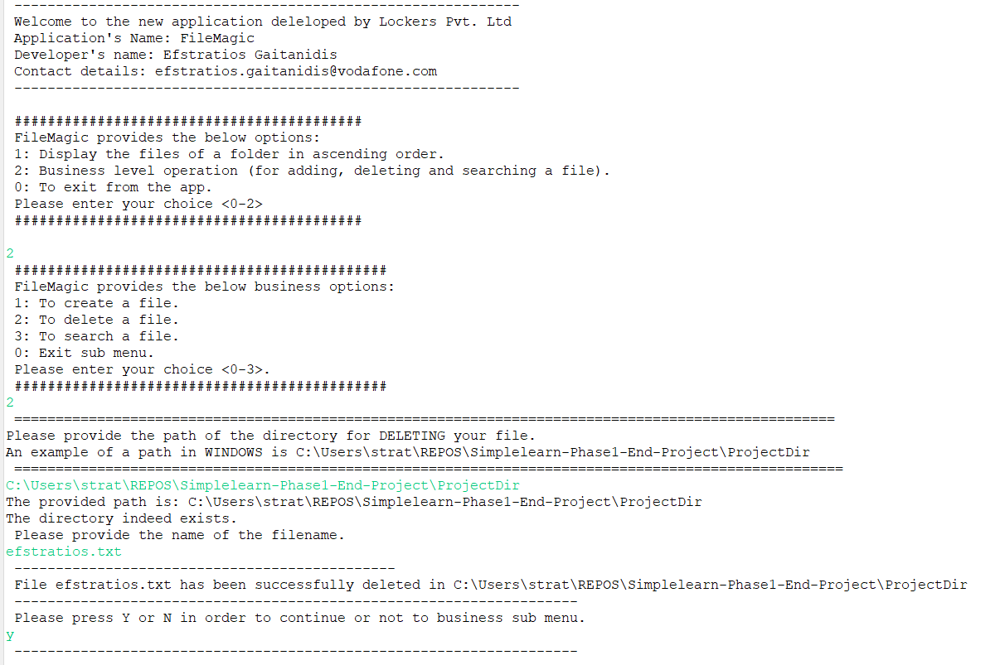 -------------------------------------------------------------
Welcome to the new application deleloped by Lockers Pvt. Ltd
Application's Name: FileMagic
Developer's name: Efstratios Gaitanidis
Contact details: efstratios.gaitanidis@vodafone.com
-------------------------------------------------------------
##########################################
FileMagic provides the below options:
1: Display the files of a folder in ascending order.
2: Business level operation (for adding, deleting and searching a file).
0: To exit from the app.
Please enter your choice <0-2>
##########################################
2
#############################################
FileMagic provides the below business options:
1: To create a file.
2: To delete a file.
3: To search a file.
0: Exit sub menu.
Please enter your choice <0-3>.
#############################################
2
===================================================================================================
Please provide the path of the directory for DELETING your file.
An example of a path in WINDOWS is C:\Users\strat\REPOS\Simplelearn-Phase1-End-Project\ProjectDir
====================================================================================================
C:\Users\strat\REPOS\Simplelearn-Phase1-End-Project\ProjectDir
The provided path is: C:\Users\strat\REPOS\Simplelearn-Phase1-End-Project\ProjectDir
The directory indeed exists.
Please provide the name of the filename.
efstratios.txt
----------------------------------------------
File efstratios.txt has been successfully deleted in C:\Users\strat\REPOS\Simplelearn-Phase1-End-Project\ProjectDir
--------------------------------------------------------------------
Please press Y or N in order to continue or not to business sub menu.
y
--------------------------------------------------------------------